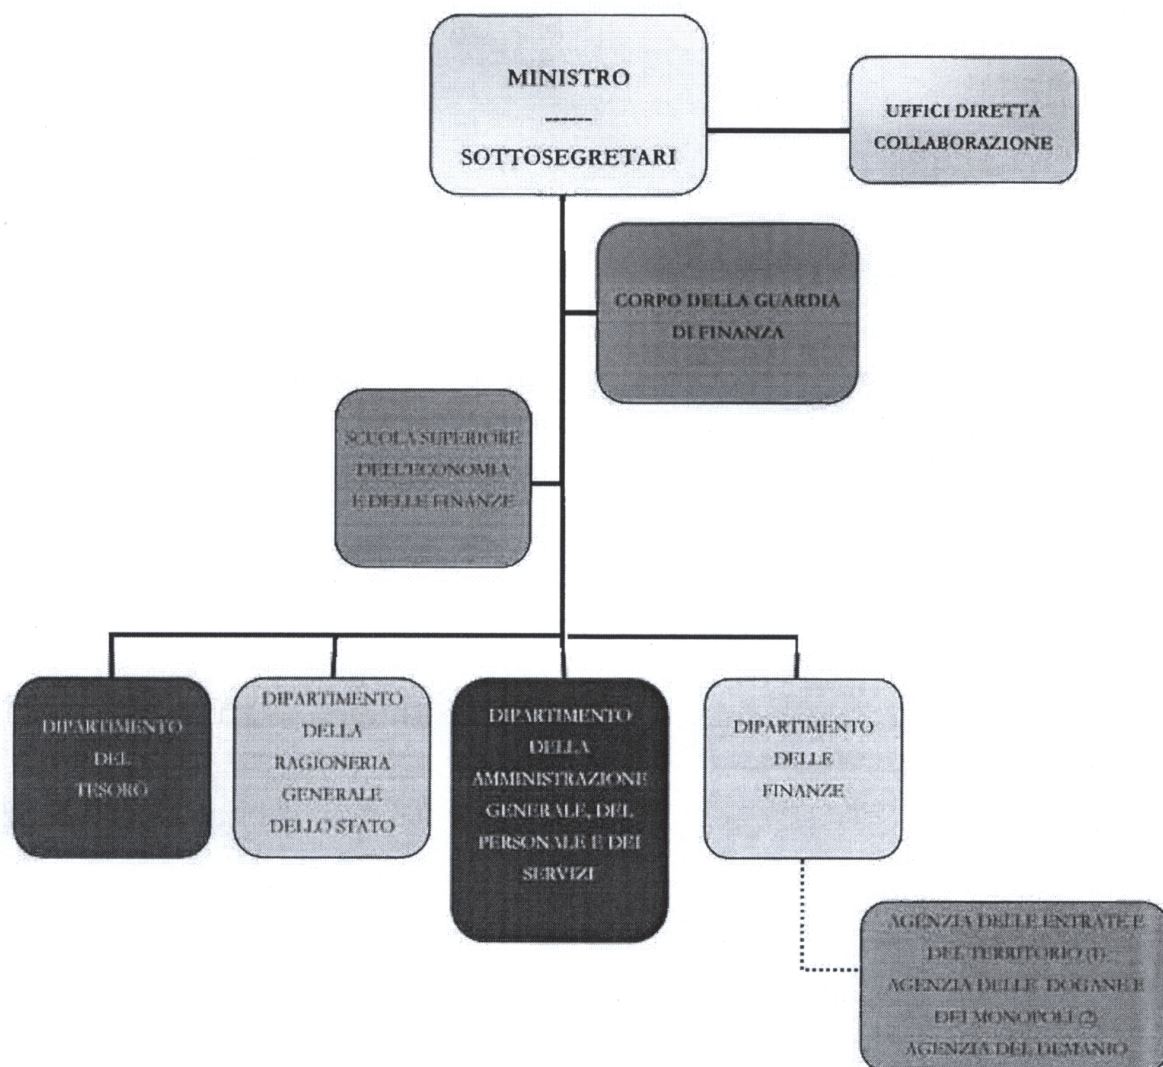 MINISTRO
------
SOTTOSEGRETARI
UFFICI DIRETTA
COLLABORAZIONE
CORPO DELLA GUARDIA
DI FINANZA
SCUOLA SUPERIORE
DELL'ECONOMIA
E DELLE FINANZE
DIPARTIMENTO
DEL
TESORO
DIPARTIMENTO
DELLA
RAGIONERIA
GENERALE
DELLO STATO
DIPARTIMENTO
DELLA
AMMINISTRAZIONE
GENERALE, DEL
PERSONALE E DEI
SERVIZI
DIPARTIMENTO
DELLE
FINANZE
AGENZIA DELLE ENTRATE E
DEL TERRITORIO (1)
AGENZIA DELLE DOGANE E
DEI MONOPOLI (2)
AGENZIA DEL DEMANIO